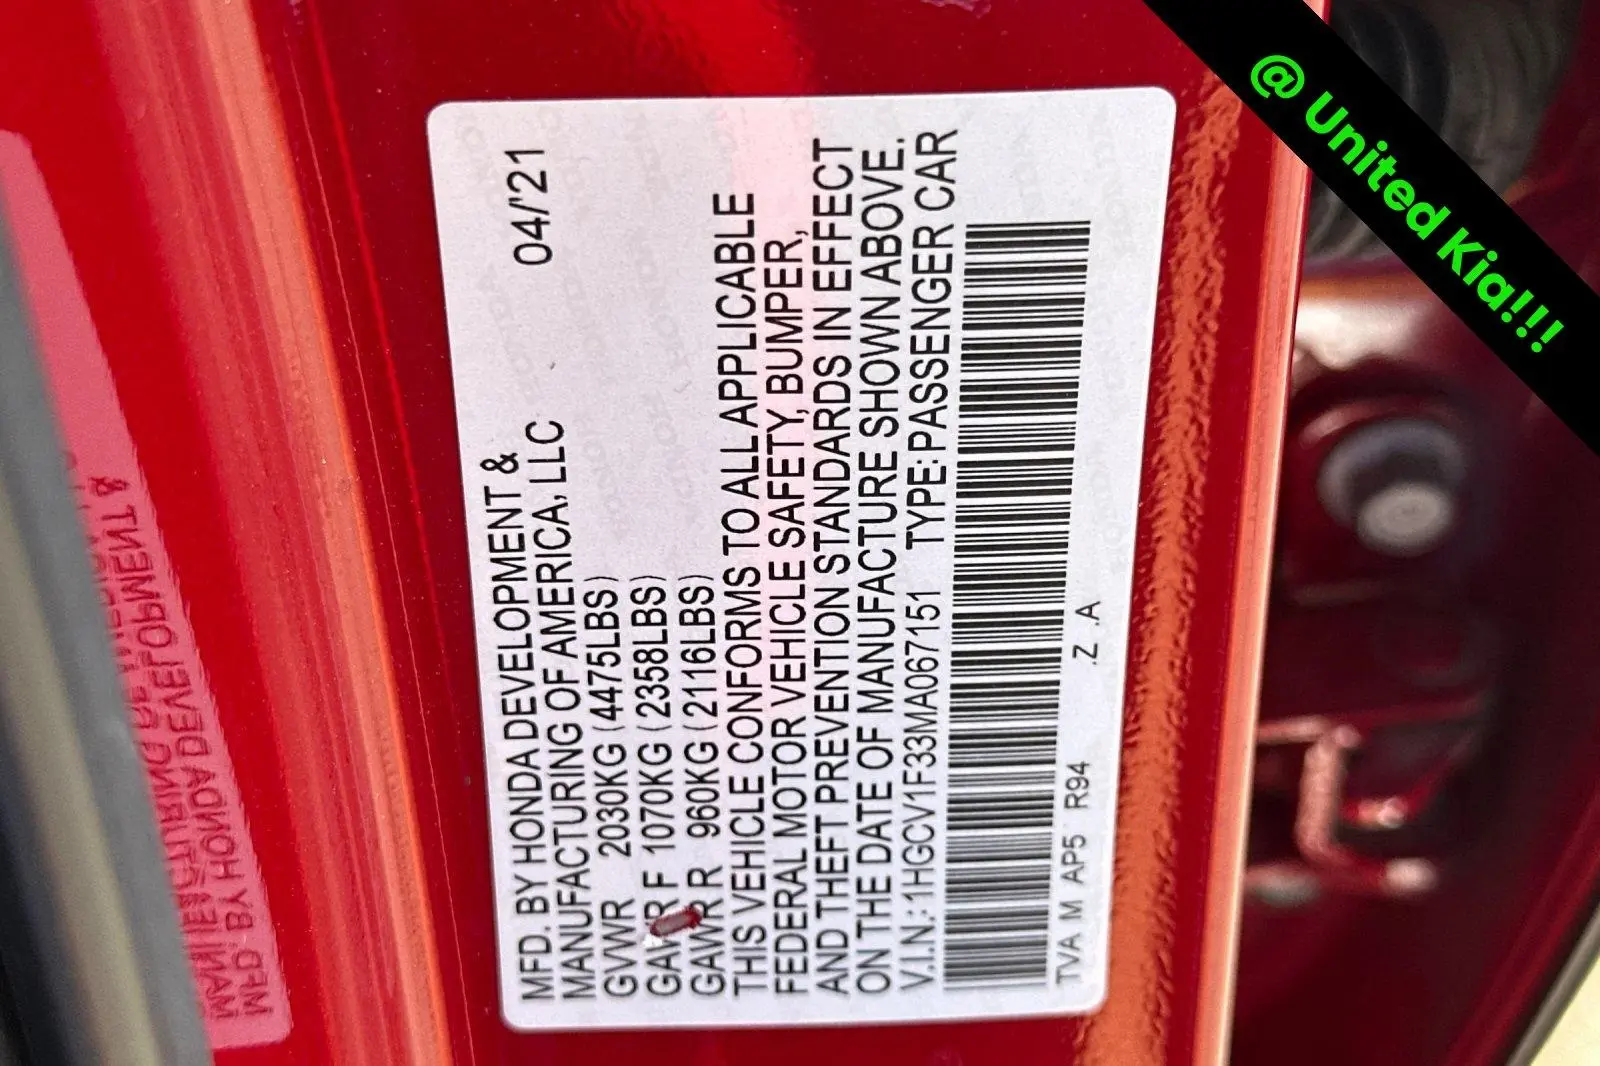 MFD. BY HONDA DEVELOPMENT &
MANUFACTURING OF AMERICA, LLC 04/'21
GVWR 2030KG (4475LBS)
GAWR F 1070KG (2358LBS)
GAWR R 960KG (2116LBS)
THIS VEHICLE CONFORMS TO ALL APPLICABLE
FEDERAL MOTOR VEHICLE SAFETY, BUMPER,
AND THEFT PREVENTION STANDARDS IN EFFECT
ON THE DATE OF MANUFACTURE SHOWN ABOVE.
V.I.N.: 1HGCV1F33MA067151 TYPE: PASSENGER CAR
TVA M AP5 R94 .Z .A
@ United Kia!!!